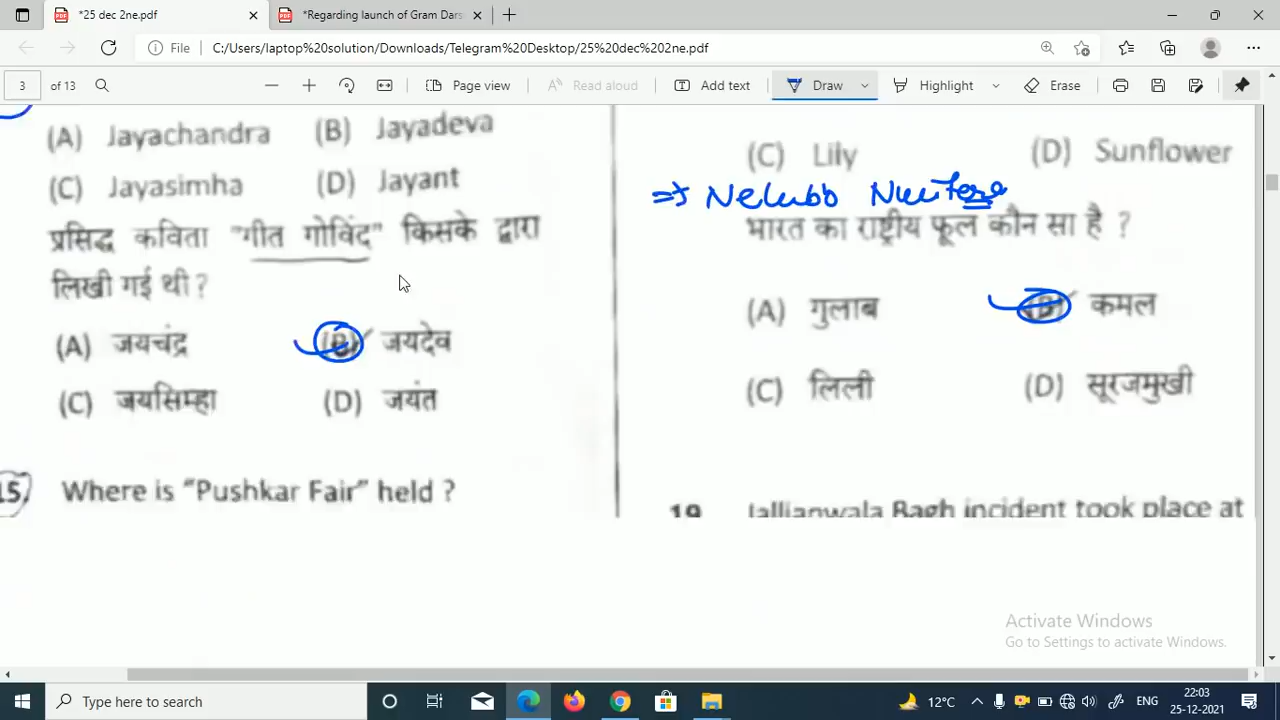 *25 dec 2ne.pdf
*Regarding launch of Gram Dars
File
C:/Users/laptop%20solution/Downloads/Telegram%20Desktop/25%20dec%202ne.pdf
3 of 13
Page view
Read aloud
Add text
Draw
Highlight
Erase
(A) Jayachandra (B) Jayadeva
(C) Jayasimha (D) Jayant
प्रसिद्ध कविता "गीत गोविंद" किसके द्वारा
लिखी गई थी ?
(A) जयचंद्र (B) जयदेव
(C) जयसिम्हा (D) जयंत
15. Where is "Pushkar Fair" held ?
(C) Lily (D) Sunflower
⇒ Nelubb
भारत का राष्ट्रीय फूल कौन सा है ?
(A) गुलाब (B) कमल
(C) लिली (D) सूरजमुखी
19 Jallianwala Bagh incident took place at
Activate Windows
Go to Settings to activate Windows.
Type here to search
12°C
ENG
22:03
25-12-2021